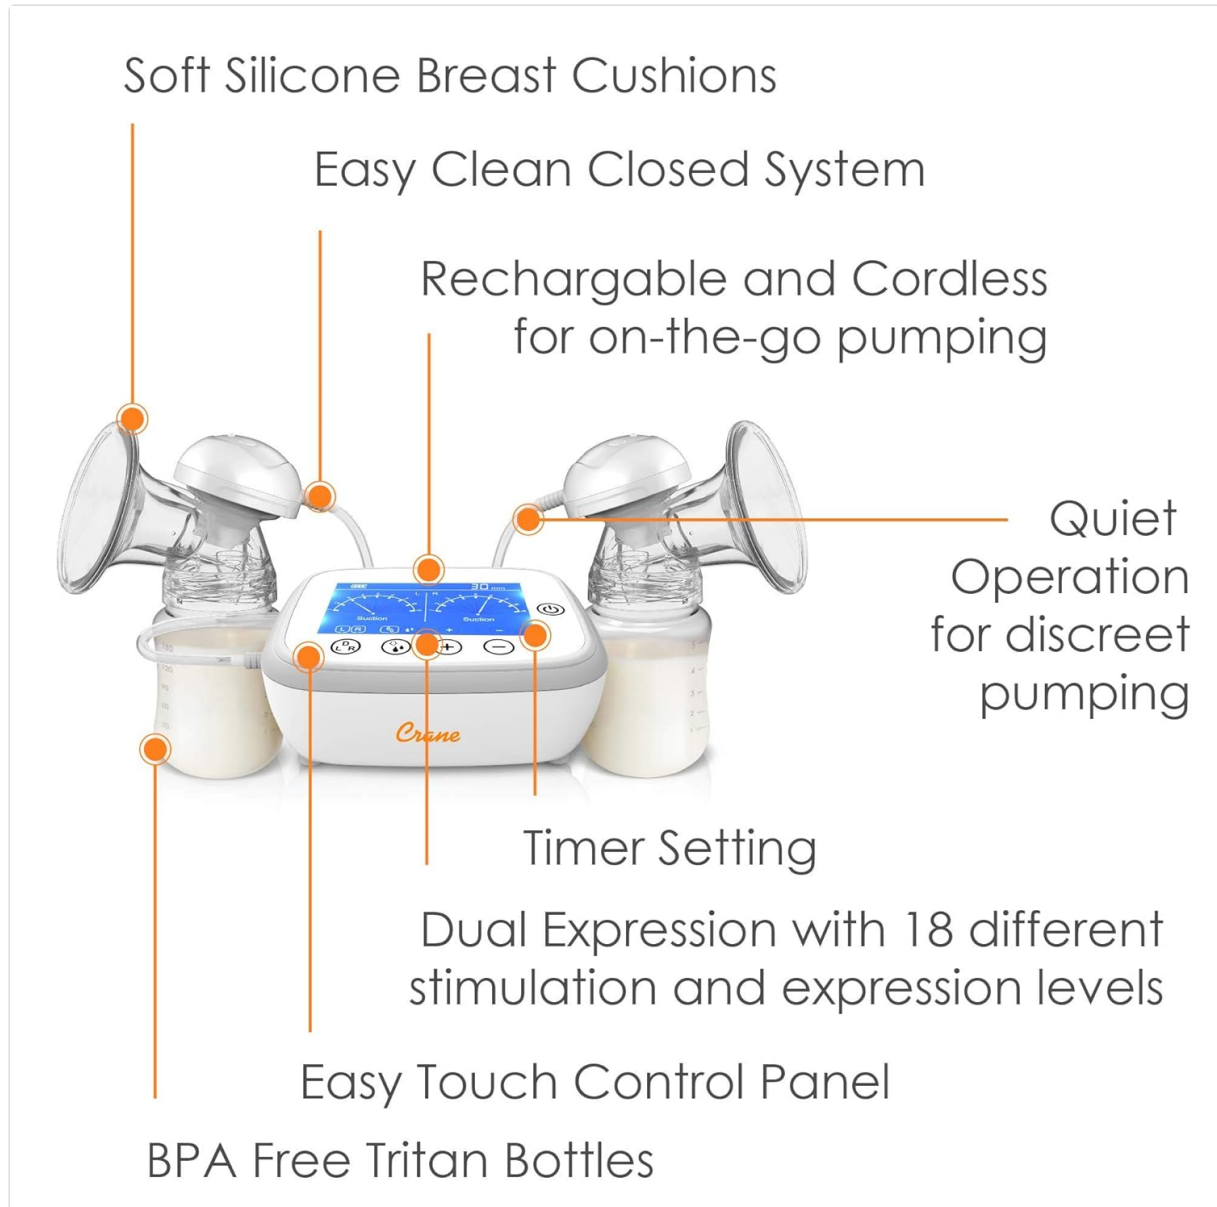 Soft Silicone Breast Cushions
Easy Clean Closed System
Rechargable and Cordless
for on-the-go pumping
Quiet
Operation
for discreet
pumping
30 min
L R
Suction
Suction
L R
+
−
D
L R
+
−
Crane
Timer Setting
Dual Expression with 18 different
stimulation and expression levels
Easy Touch Control Panel
BPA Free Tritan Bottles